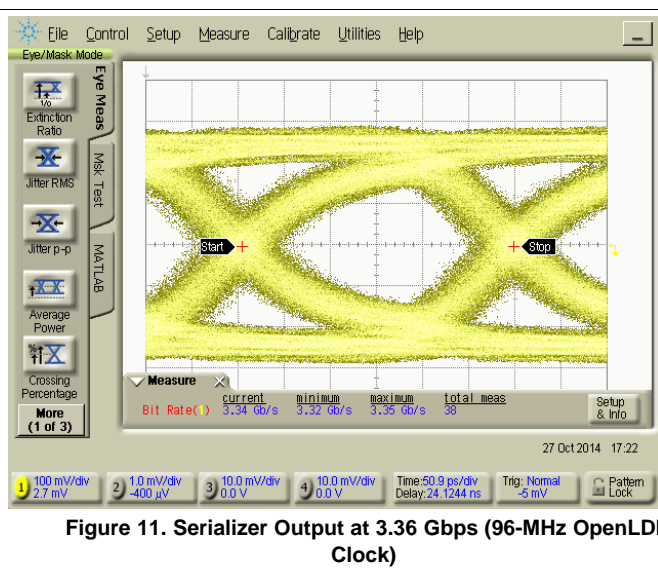 File Control Setup Measure Calibrate Utilities Help
Eye/Mask Mode
Extinction
Ratio
Jitter RMS
Jitter p-p
Average
Power
Crossing
Percentage
More
(1 of 3)
Eye Meas
Msk Test
MATLAB
Start
Stop
Measure
current minimum maximum total meas
Bit Rate(1) 3.34 Gb/s 3.32 Gb/s 3.35 Gb/s 38
Setup
& Info
27 Oct 2014 17:22
1 100 mV/div
2.7 mV
2 1.0 mV/div
-400 µV
3 10.0 mV/div
0.0 V
4 10.0 mV/div
0.0 V
Time:50.9 ps/div
Delay:24.1244 ns
Trig: Normal
-5 mV
Pattern
Lock
Figure 11. Serializer Output at 3.36 Gbps (96-MHz OpenLDI
Clock)